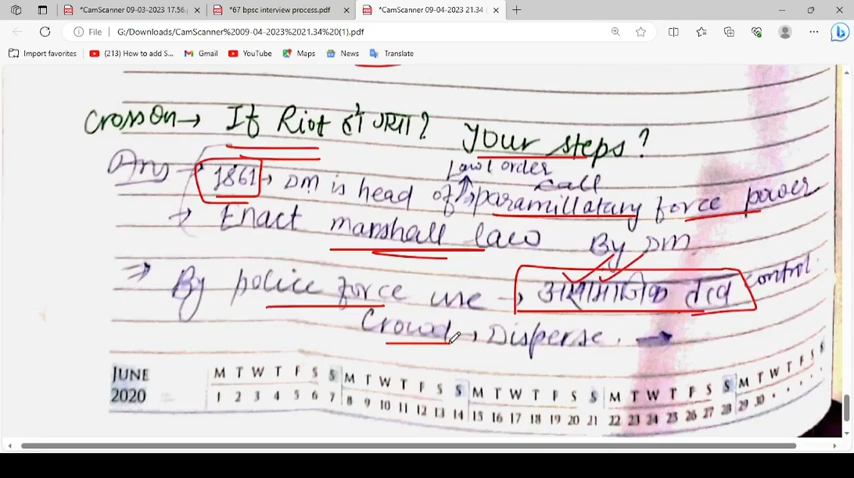 *CamScanner 09-03-2023 17.56.p
*67 bpsc interview process.pdf
*CamScanner 09-04-2023 21.34
File
G:/Downloads/CamScanner%2009-04-2023%2021.34%20(1).pdf
Import favorites
(213) How to add S...
Gmail
YouTube
Maps
News
Translate
Cross On → If Riot हो गया? Your steps?
Ans → 1861 → DM is head of Law & order
call paramillatary force power
→ Enact marshall law By DM
⇒ By police force use → असामाजिक तत्व control.
Crowd → Disperse.
JUNE
2020
M T W T F S S M T W T F S S M T W T F S S M T W T F S S M T W T F S S
1 2 3 4 5 6 7 8 9 10 11 12 13 14 15 16 17 18 19 20 21 22 23 24 25 26 27 28 29 30